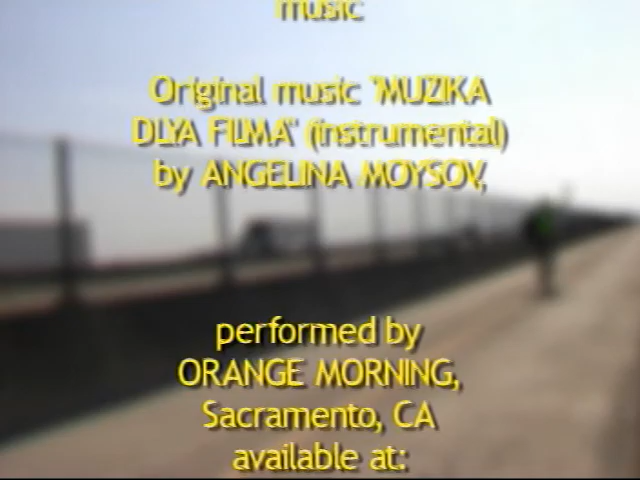 music
Original music "MUZIKA
DLYA FILMA" (instrumental)
by ANGELINA MOYSOV,
performed by
ORANGE MORNING,
Sacramento, CA
available at: